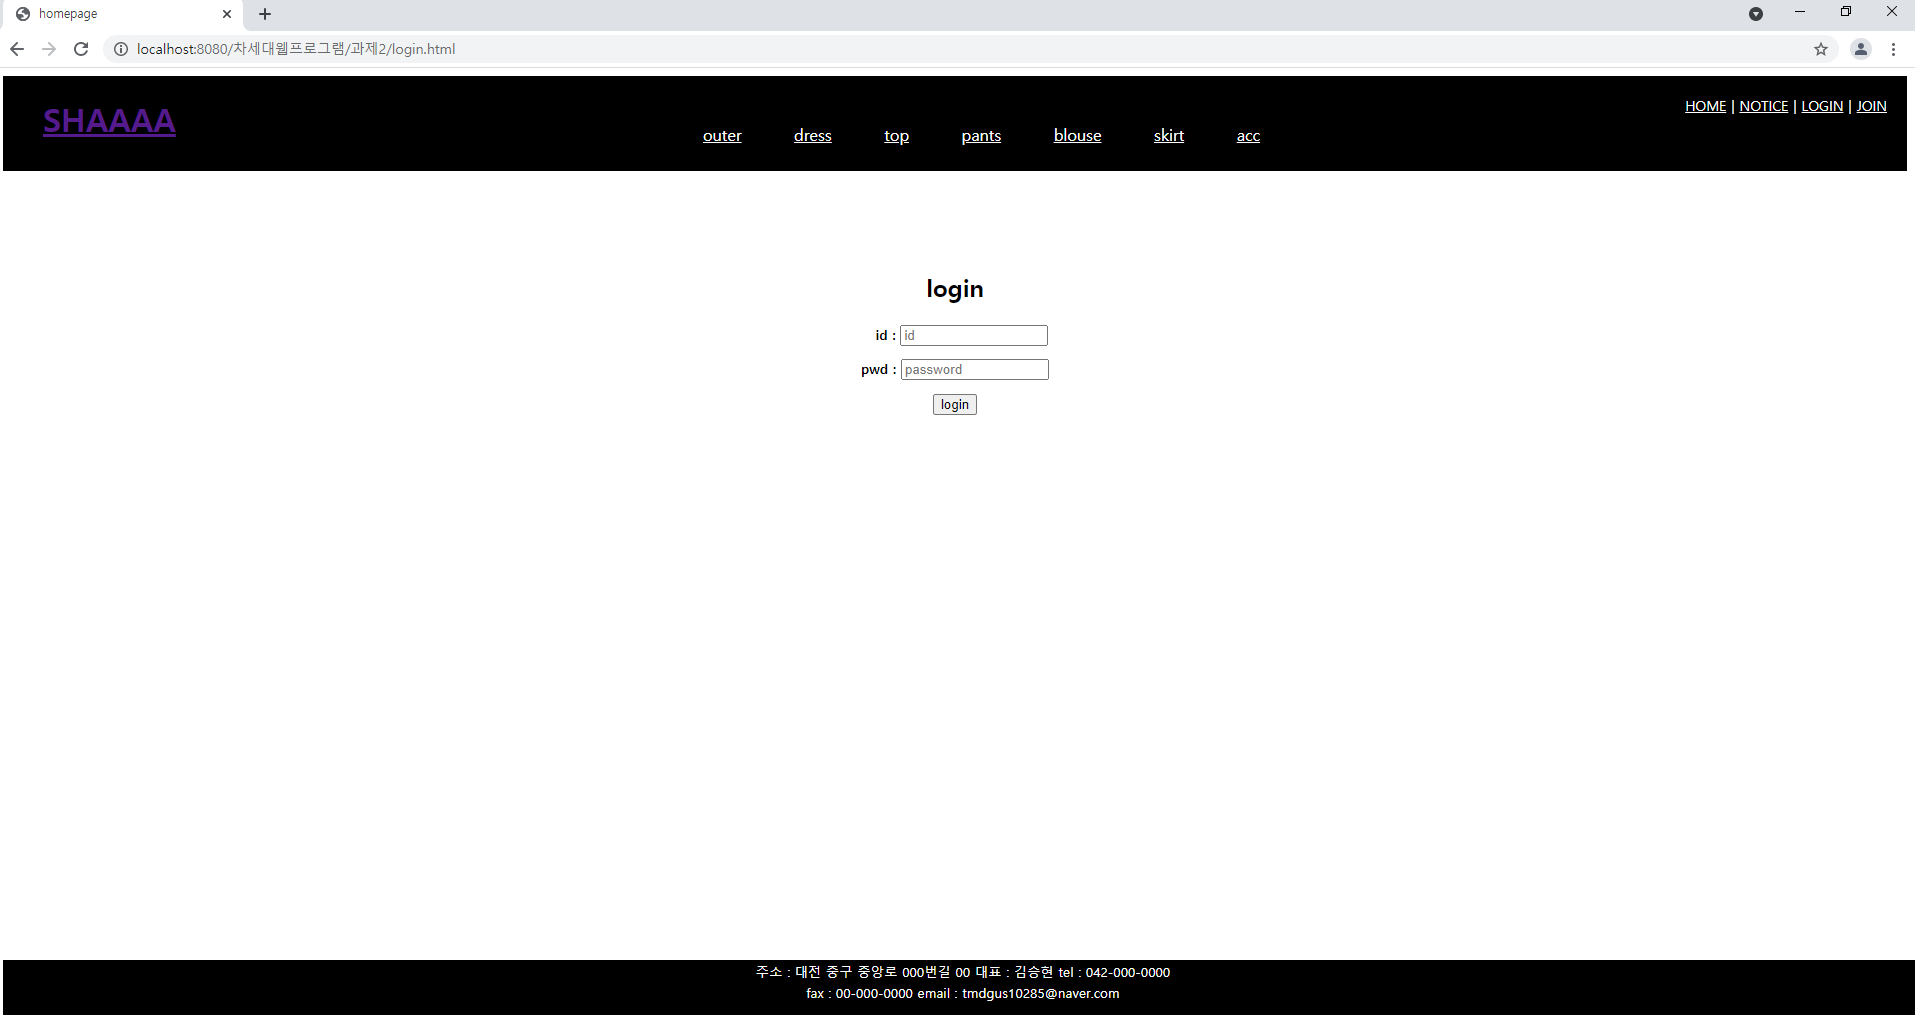 homepage
localhost:8080/차세대웹프로그램/과제2/login.html
SHAAAA
HOME | NOTICE | LOGIN | JOIN
outer dress top pants blouse skirt acc
login
id : id
pwd : password
login
주소 : 대전 중구 중앙로 000번길 00 대표 : 김승현 tel : 042-000-0000
fax : 00-000-0000 email : tmdgus10285@naver.com